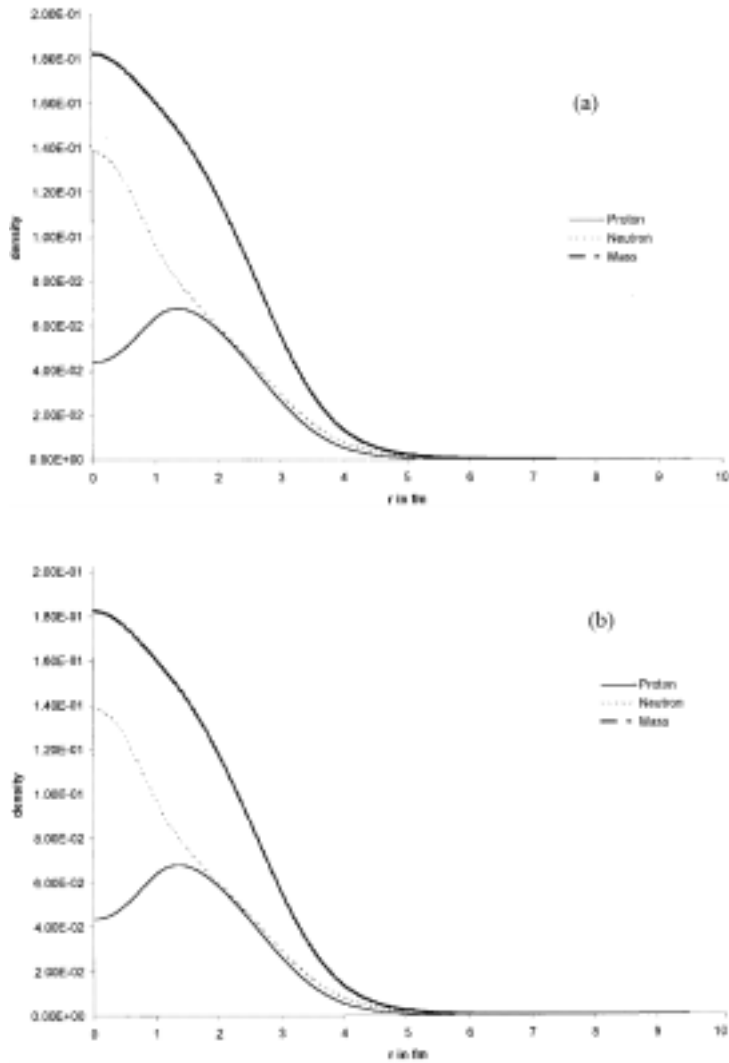 2.00E-01
1.80E-01
1.60E-01
1.40E-01
1.20E-01
1.00E-01
8.00E-02
6.00E-02
4.00E-02
2.00E-02
0.00E+00
density
(a)
Proton
Neutron
Mass
0 1 2 3 4 5 6 7 8 9 10
r in fm
2.00E-01
1.80E-01
1.60E-01
1.40E-01
1.20E-01
1.00E-01
8.00E-02
6.00E-02
4.00E-02
2.00E-02
0.00E+00
density
(b)
Proton
Neutron
Mass
0 1 2 3 4 5 6 7 8 9 10
r in fm